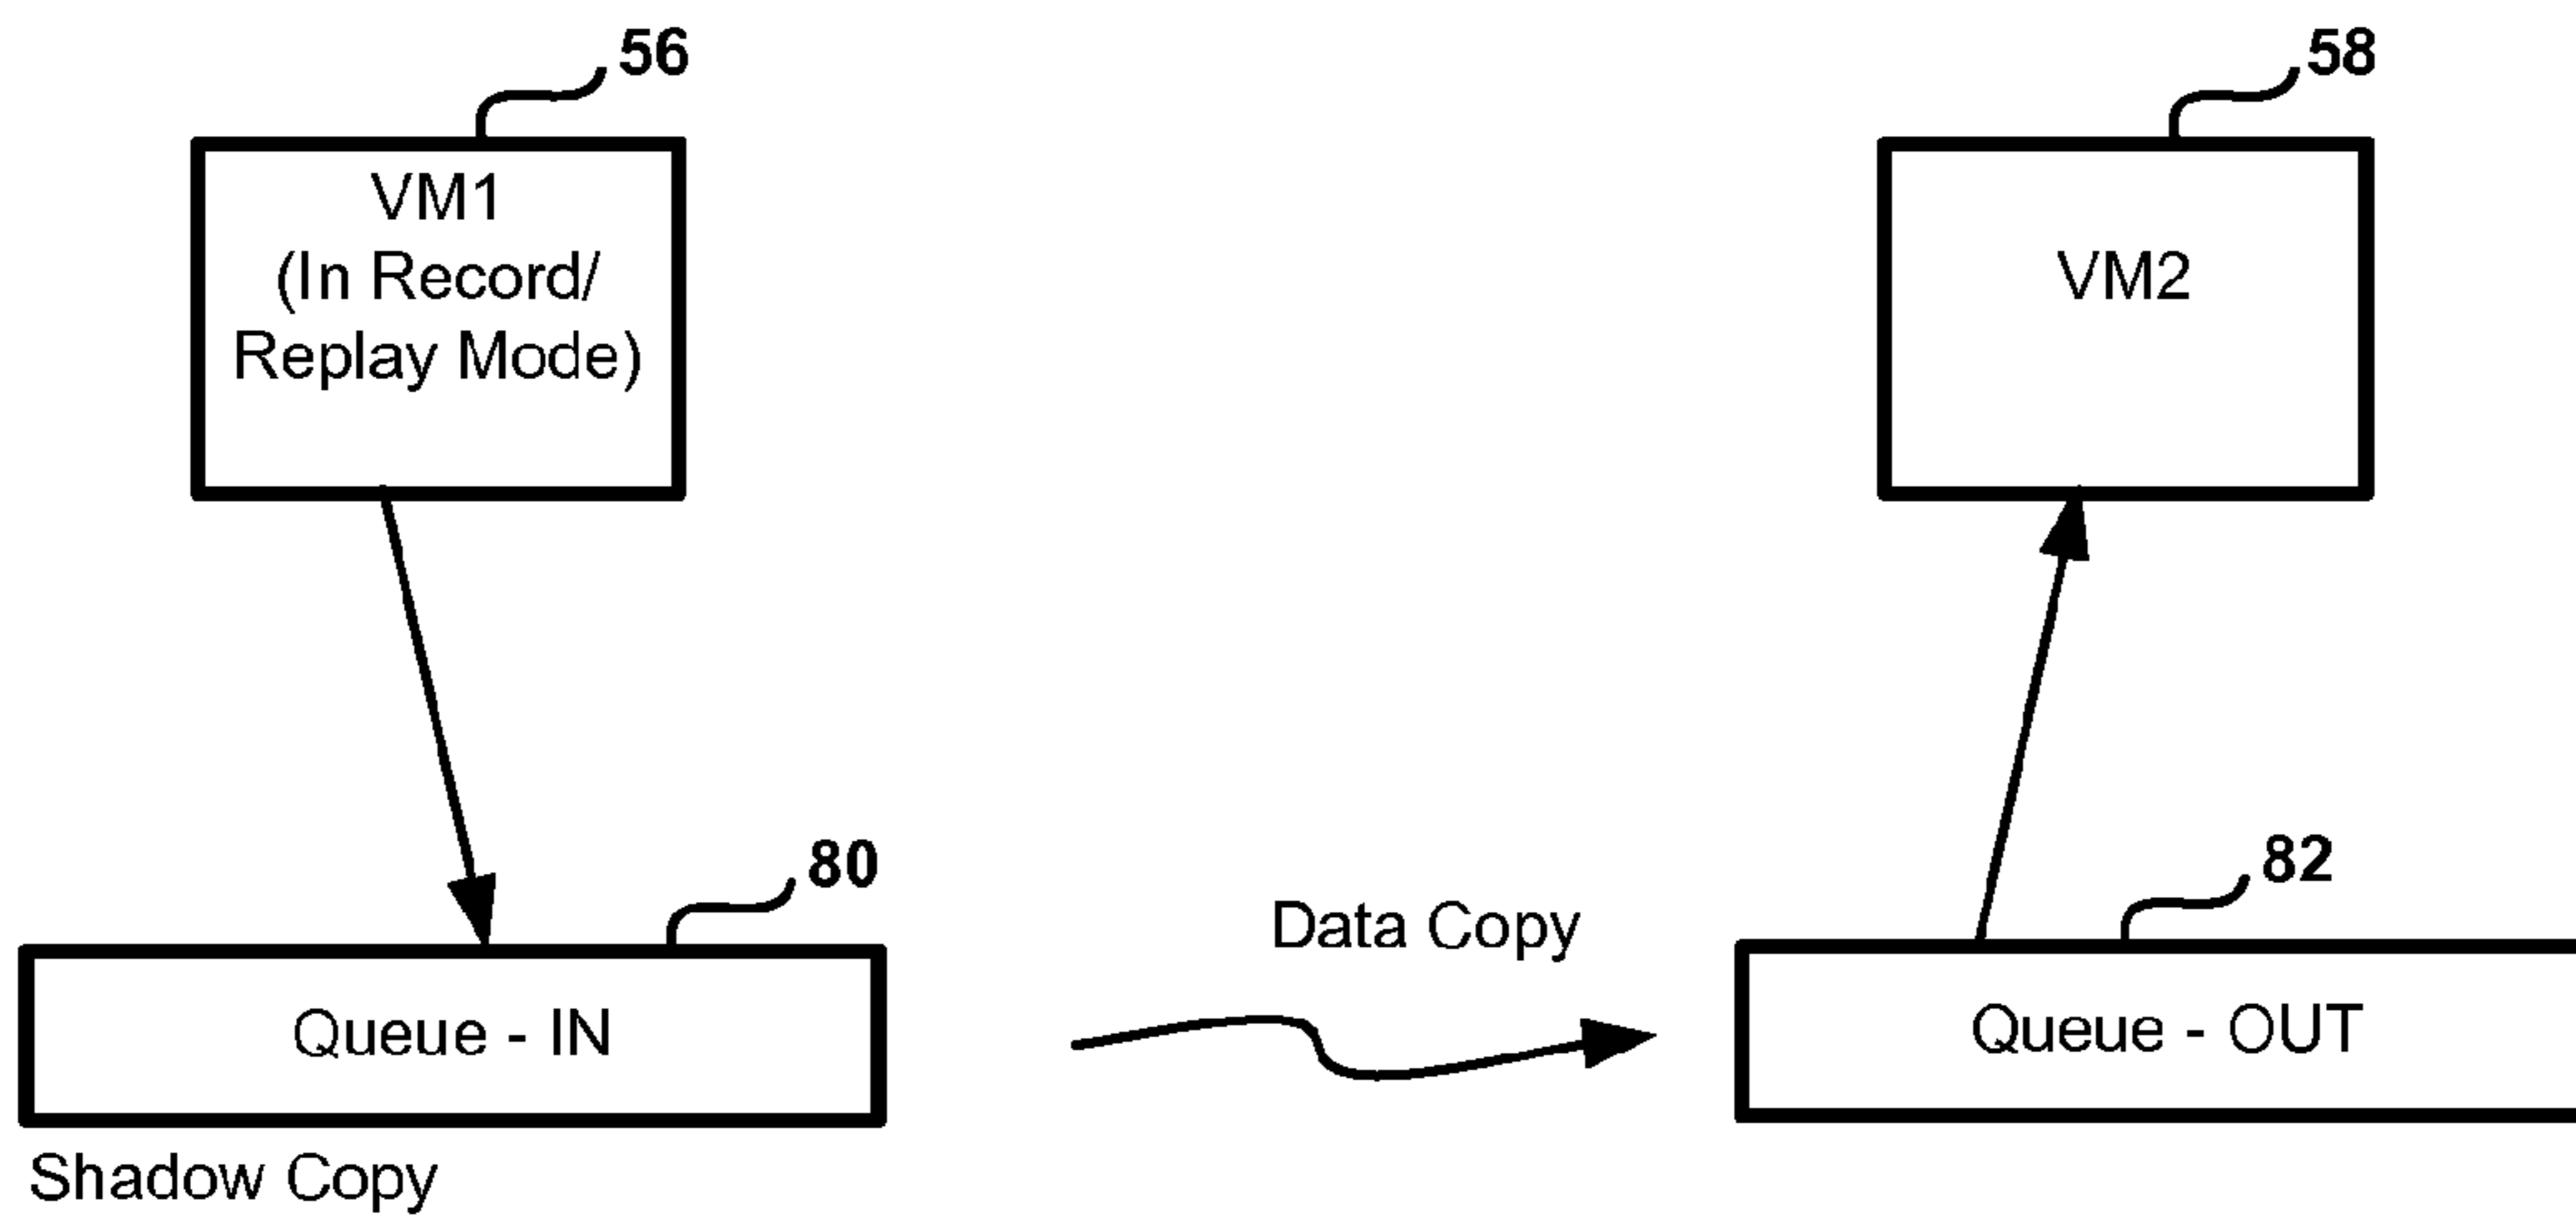 56
58
VM1
(In Record/
Replay Mode)
VM2
80
82
Data Copy
Queue - IN
Queue - OUT
Shadow Copy